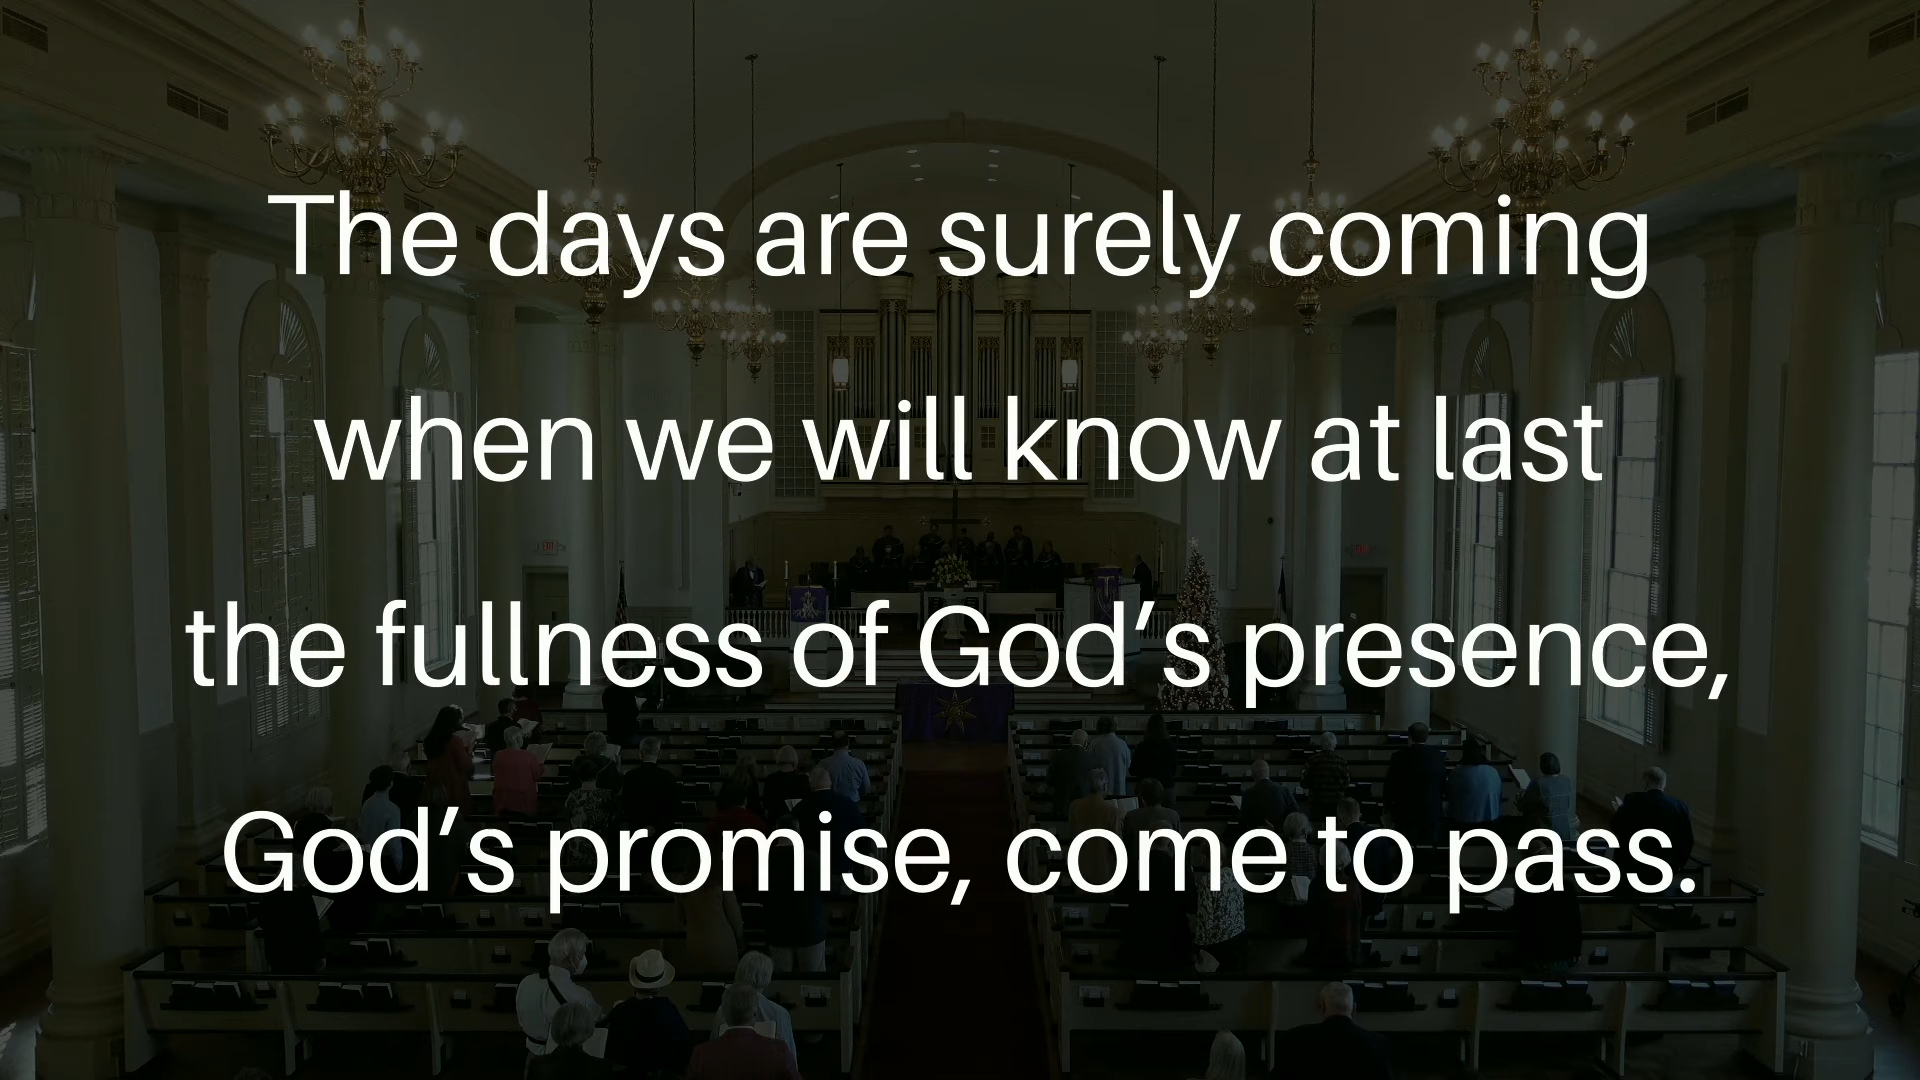 The days are surely coming
when we will know at last
the fullness of God’s presence,
God’s promise, come to pass.